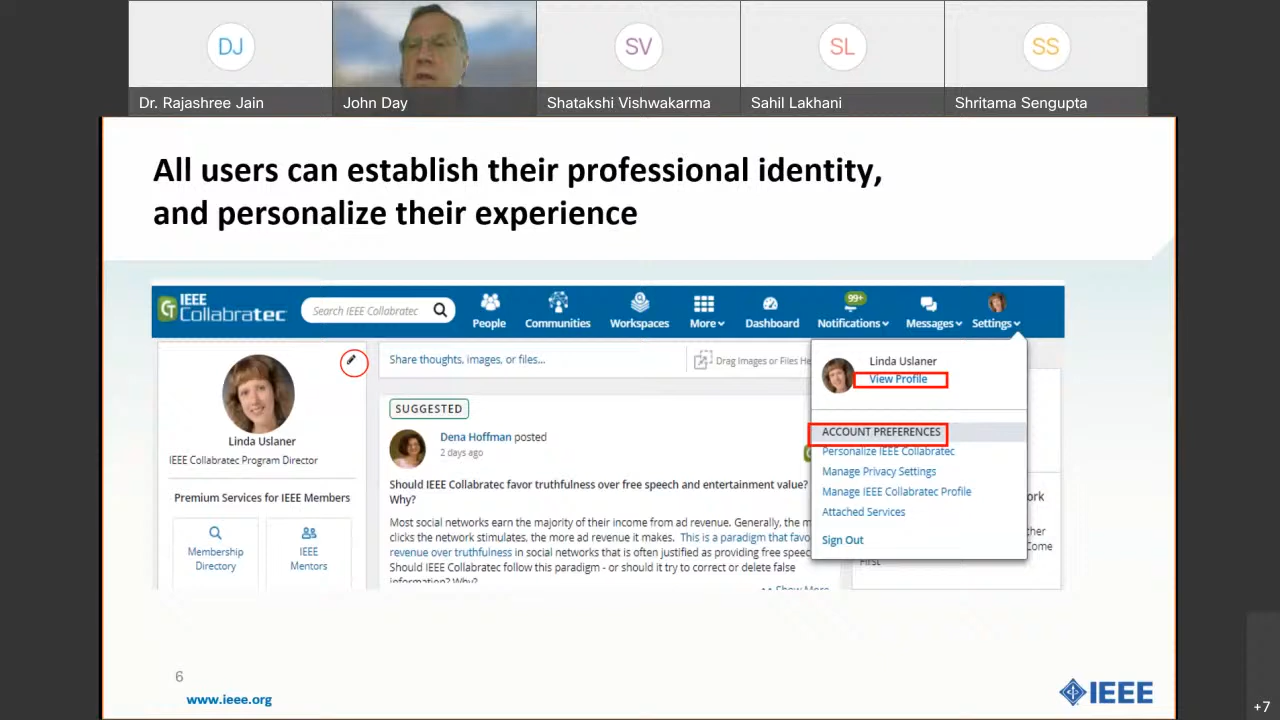 DJ
SV
SL
SS
Dr. Rajashree Jain
John Day
Shatakshi Vishwakarma
Sahil Lakhani
Shritama Sengupta
All users can establish their professional identity,
and personalize their experience
IEEE
Collabratec
Search IEEE Collabratec
People
Communities
Workspaces
More
Dashboard
99+
Notifications
Messages
Settings
Linda Uslaner
IEEE Collabratec Program Director
Premium Services for IEEE Members
Membership
Directory
IEEE
Mentors
Share thoughts, images, or files...
Drag Images or Files He
SUGGESTED
Dena Hoffman posted
2 days ago
Should IEEE Collabratec favor truthfulness over free speech and entertainment value?
Why?
Most social networks earn the majority of their income from ad revenue. Generally, the m
clicks the network stimulates, the more ad revenue it makes. This is a paradigm that favo
revenue over truthfulness in social networks that is often justified as providing free speec
Should IEEE Collabratec follow this paradigm - or should it try to correct or delete false
information? Why?
Show More
Linda Uslaner
View Profile
ACCOUNT PREFERENCES
Personalize IEEE Collabratec
Manage Privacy Settings
Manage IEEE Collabratec Profile
Attached Services
Sign Out
ork
ther
Come
First
6
www.ieee.org
IEEE
+7